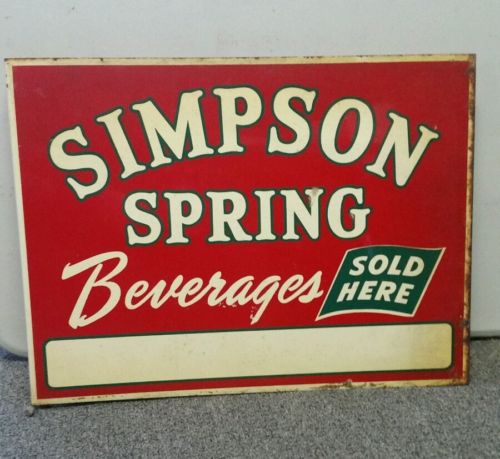 SIMPSON
SPRING
Beverages
SOLD
HERE